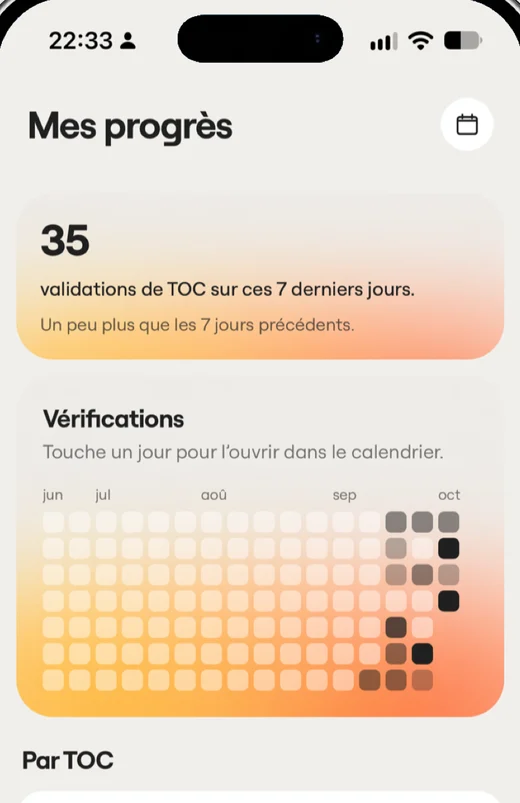 22:33
Mes progrès
35
validations de TOC sur ces 7 derniers jours.
Un peu plus que les 7 jours précédents.
Vérifications
Touche un jour pour l’ouvrir dans le calendrier.
jun jul aoû sep oct
Par TOC